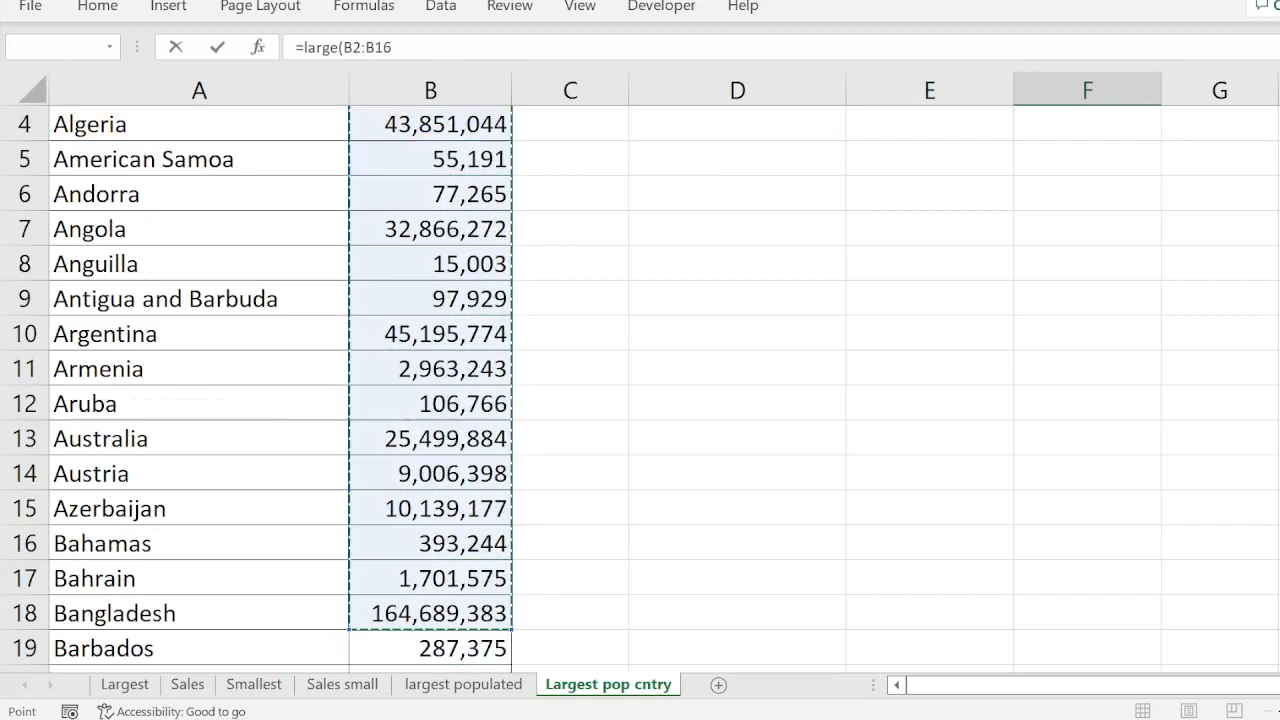 File Home Insert Page Layout Formulas Data Review View Developer Help
fx =large(B2:B16
A B C D E F G
4 Algeria 43,851,044
5 American Samoa 55,191
6 Andorra 77,265
7 Angola 32,866,272
8 Anguilla 15,003
9 Antigua and Barbuda 97,929
10 Argentina 45,195,774
11 Armenia 2,963,243
12 Aruba 106,766
13 Australia 25,499,884
14 Austria 9,006,398
15 Azerbaijan 10,139,177
16 Bahamas 393,244
17 Bahrain 1,701,575
18 Bangladesh 164,689,383
19 Barbados 287,375
Largest Sales Smallest Sales small largest populated Largest pop cntry
Point Accessibility: Good to go